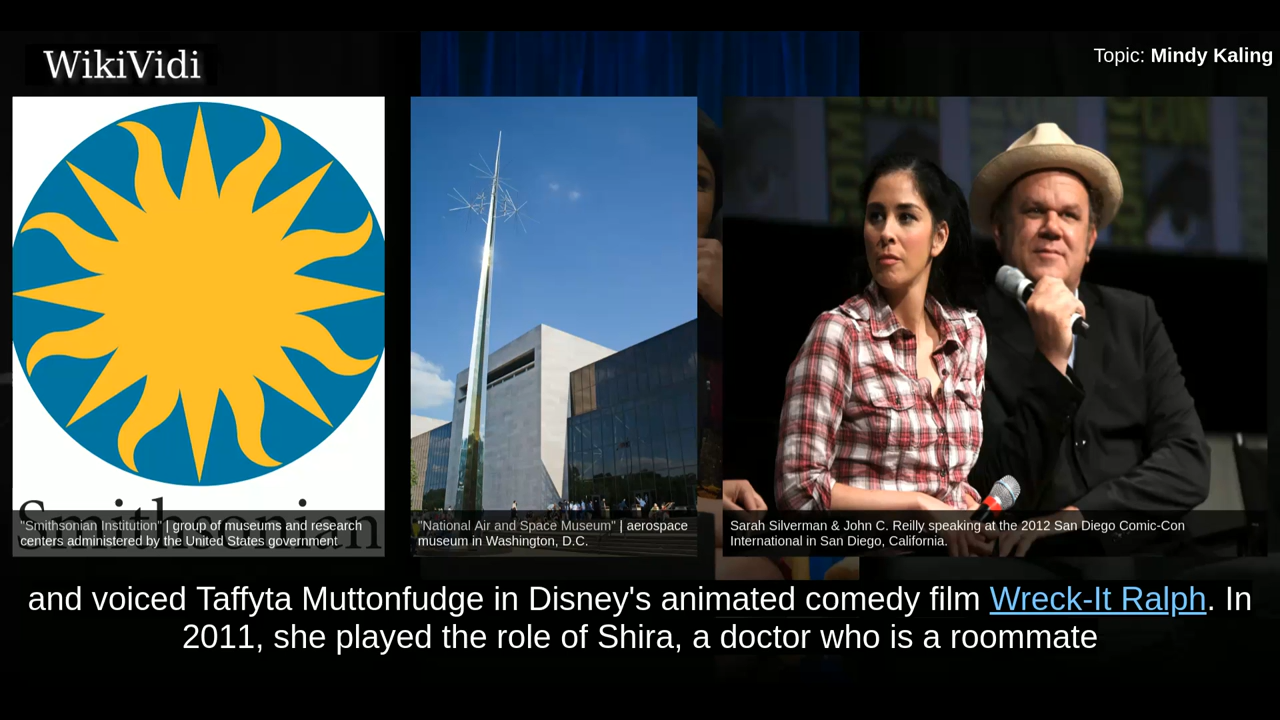 WikiVidi
Topic: Mindy Kaling
Smithsonian
"Smithsonian Institution" | group of museums and research
centers administered by the United States government
"National Air and Space Museum" | aerospace
museum in Washington, D.C.
Sarah Silverman & John C. Reilly speaking at the 2012 San Diego Comic-Con
International in San Diego, California.
and voiced Taffyta Muttonfudge in Disney's animated comedy film Wreck-It Ralph. In
2011, she played the role of Shira, a doctor who is a roommate